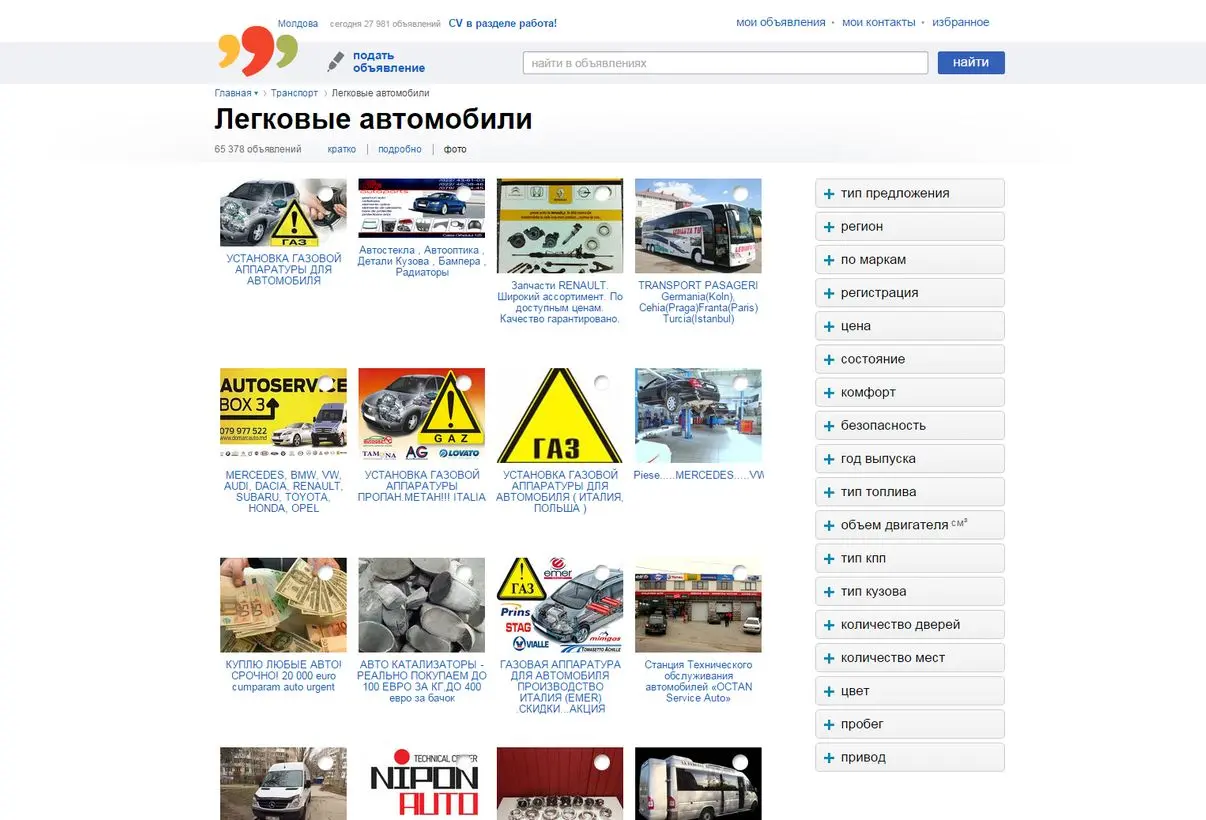 Молдова сегодня 27 981 объявлений CV в разделе работа!
мои объявления • мои контакты • избранное
подать
объявление
найти в объявлениях
найти
Главная ▾ › Транспорт › Легковые автомобили
Легковые автомобили
65 378 объявлений кратко | подробно | фото
ГАЗ
УСТАНОВКА ГАЗОВОЙ
АППАРАТУРЫ ДЛЯ
АВТОМОБИЛЯ
autoparts
Автостекла , Автооптика ,
Детали Кузова , Бампера ,
Радиаторы
Запчасти RENAULT.
Широкий ассортимент. По
доступным ценам.
Качество гарантировано.
TRANSPORT PASAGERI
Germania(Koln),
Cehia(Praga)Franta(Paris)
Turcia(Istanbul)
AUTOSERVICE
BOX 3
079 977 522
www.domarcauto.md
MERCEDES, BMW, VW,
AUDI, DACIA, RENAULT,
SUBARU, TOYOTA,
HONDA, OPEL
GAZ
TAMONA AG LOVATO
УСТАНОВКА ГАЗОВОЙ
АППАРАТУРЫ
ПРОПАН.МЕТАН!!! ITALIA
ГАЗ
УСТАНОВКА ГАЗОВОЙ
АППАРАТУРЫ ДЛЯ
АВТОМОБИЛЯ ( ИТАЛИЯ,
ПОЛЬША )
Piese.....MERCEDES.....VW
КУПЛЮ ЛЮБЫЕ АВТО!
СРОЧНО! 20 000 euro
cumparam auto urgent
АВТО КАТАЛИЗАТОРЫ -
РЕАЛЬНО ПОКУПАЕМ ДО
100 ЕВРО ЗА КГ.ДО 400
евро за бачок
ГАЗ
emer
Prins
STAG
VIALLE
mimgas
TOMASETTO ACHILLE
ГАЗОВАЯ АППАРАТУРА
ДЛЯ АВТОМОБИЛЯ
ПРОИЗВОДСТВО
ИТАЛИЯ (EMER)
.СКИДКИ...АКЦИЯ
Станция Технического
обслуживания
автомобилей «OCTAN
Service Auto»
TECHNICAL CENTER
NIPON
AUTO
тип предложения
регион
по маркам
регистрация
цена
состояние
комфорт
безопасность
год выпуска
тип топлива
объем двигателя см³
тип кпп
тип кузова
количество дверей
количество мест
цвет
пробег
привод